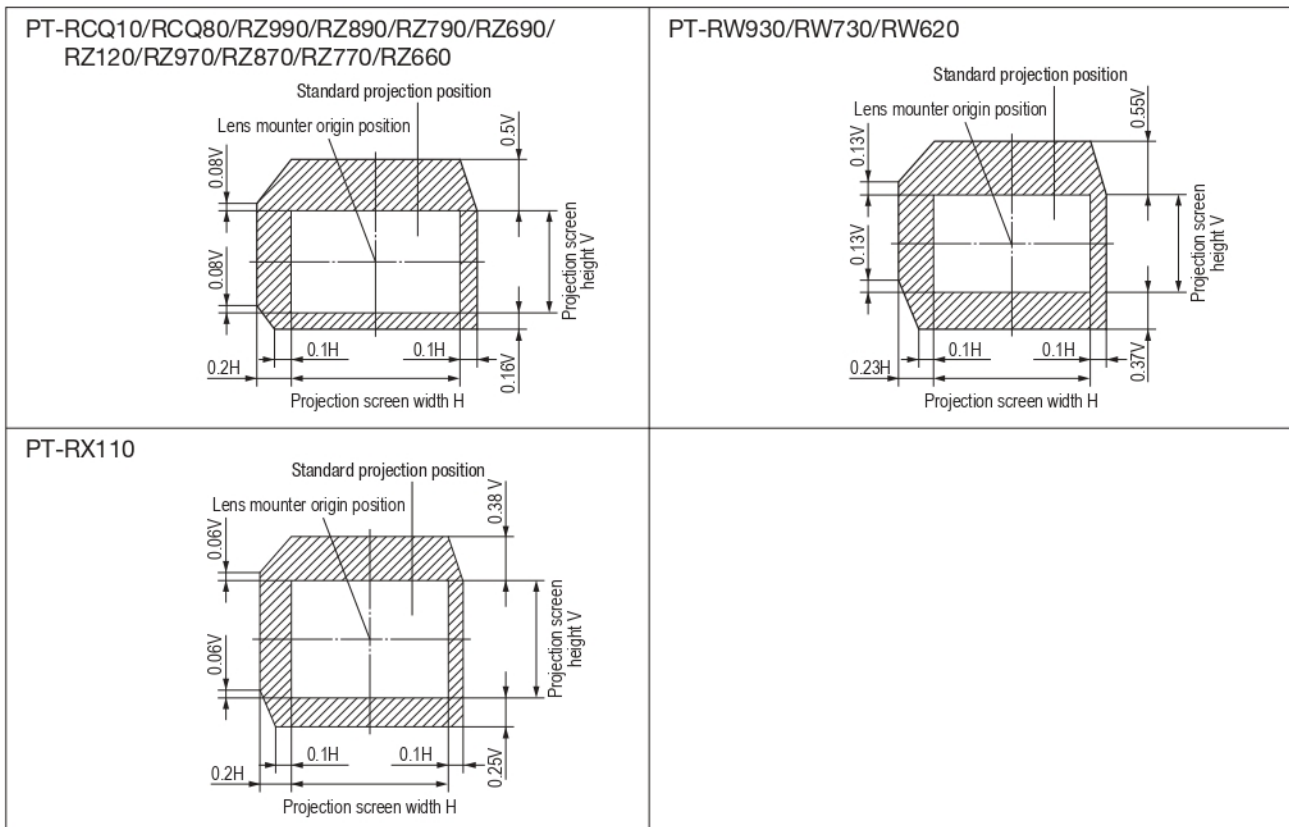 PT-RCQ10/RCQ80/RZ990/RZ890/RZ790/RZ690/
RZ120/RZ970/RZ870/RZ770/RZ660
Standard projection position
Lens mounter origin position
0.5V
0.08V
0.08V
Projection screen
height V
0.1H
0.1H
0.2H
0.16V
Projection screen width H
PT-RW930/RW730/RW620
Standard projection position
Lens mounter origin position
0.55V
0.13V
0.13V
Projection screen
height V
0.1H
0.1H
0.23H
0.37V
Projection screen width H
PT-RX110
Standard projection position
Lens mounter origin position
0.38 V
0.06V
0.06V
Projection screen
height V
0.1H
0.1H
0.2H
0.25V
Projection screen width H